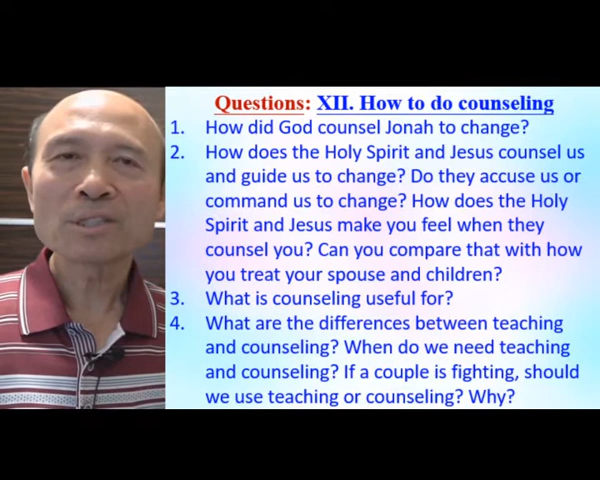 Questions: XII. How to do counseling
1. How did God counsel Jonah to change?
2. How does the Holy Spirit and Jesus counsel us
and guide us to change? Do they accuse us or
command us to change? How does the Holy
Spirit and Jesus make you feel when they
counsel you? Can you compare that with how
you treat your spouse and children?
3. What is counseling useful for?
4. What are the differences between teaching
and counseling? When do we need teaching
and counseling? If a couple is fighting, should
we use teaching or counseling? Why?